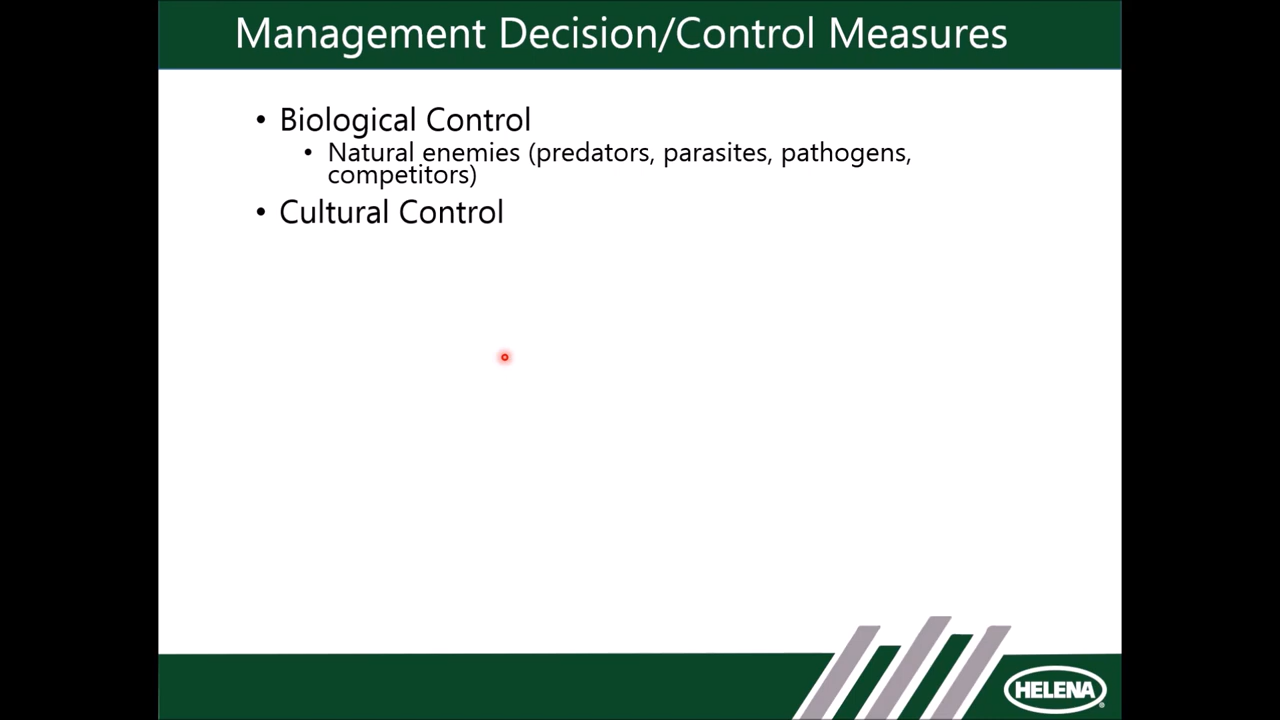 Management Decision/Control Measures
• Biological Control
• Natural enemies (predators, parasites, pathogens,
competitors)
• Cultural Control
HELENA®